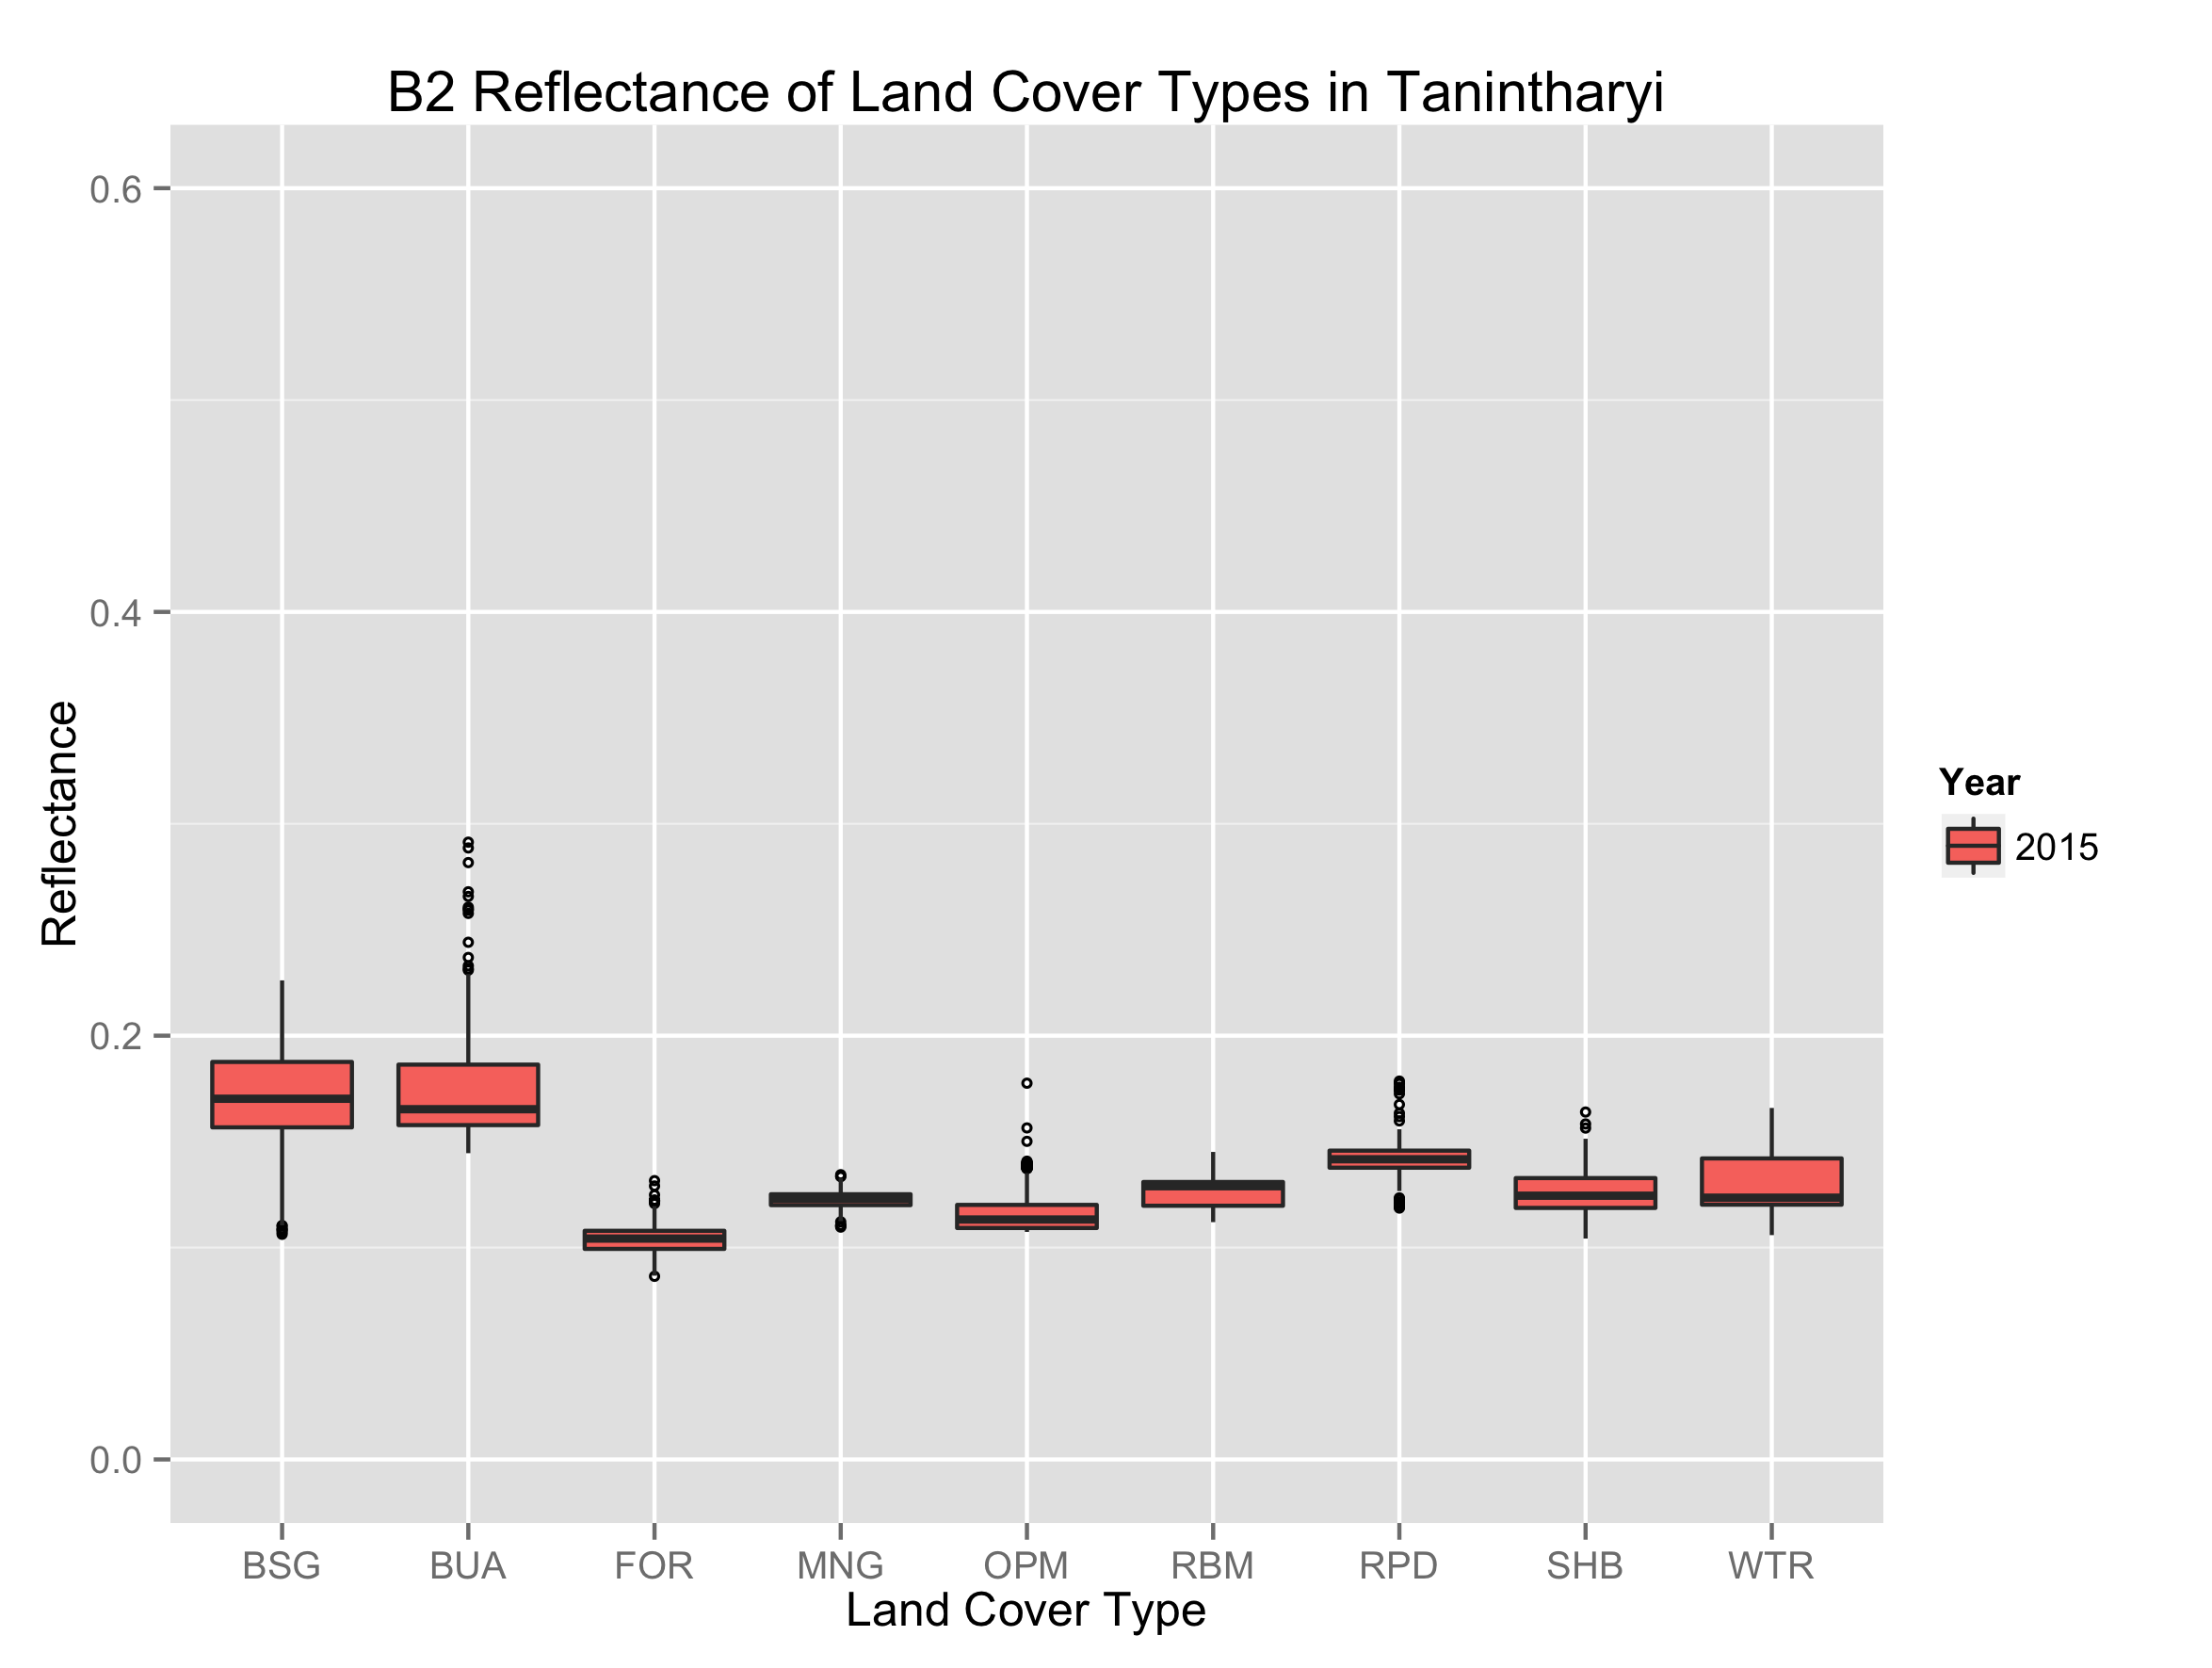 B2 Reflectance of Land Cover Types in Tanintharyi
0.6
0.4
0.2
0.0
Reflectance
BSG BUA FOR MNG OPM RBM RPD SHB WTR
Land Cover Type
Year
2015